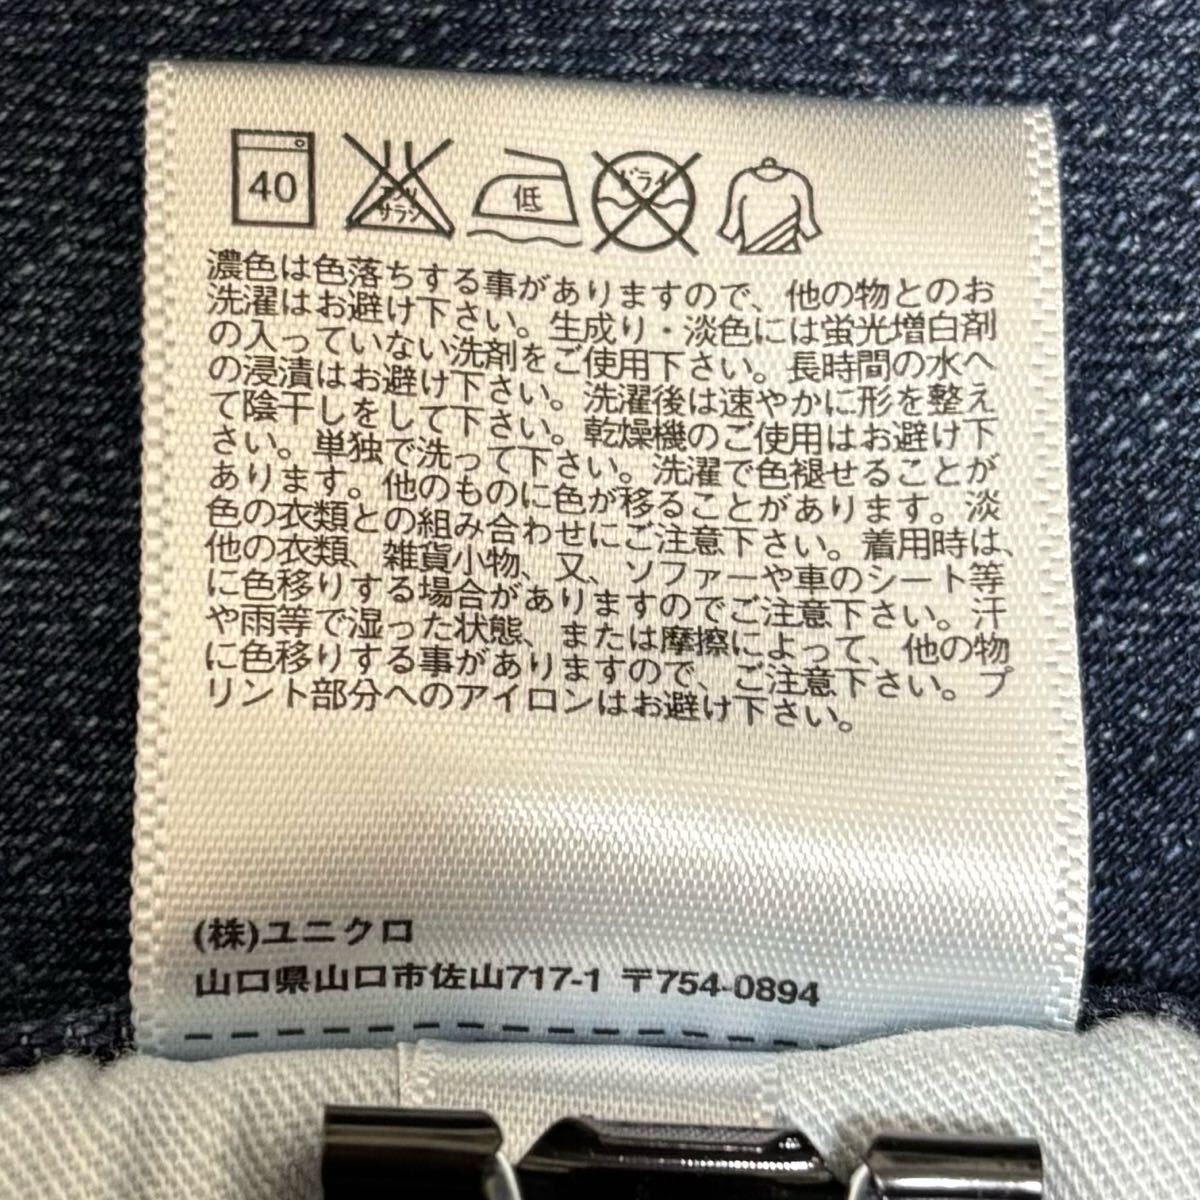 40
エンソ
サラシ
低
ドライ
濃色は色落ちする事がありますので、他の物とのお
洗濯はお避け下さい。生成り・淡色には蛍光増白剤
の入っていない洗剤をご使用下さい。長時間の水へ
の浸漬はお避け下さい。洗濯後は速やかに形を整え
て陰干しをして下さい。乾燥機のご使用はお避け下
さい。単独で洗って下さい。洗濯で色褪せることが
あります。他のものに色が移ることがあります。淡
色の衣類との組み合わせにご注意下さい。着用時は、
他の衣類、雑貨小物、又、ソファーや車のシート等
に色移りする場合がありますのでご注意下さい。汗
や雨等で湿った状態、または摩擦によって、他の物
に色移りする事がありますので、ご注意下さい。プ
リント部分へのアイロンはお避け下さい。
(株)ユニクロ
山口県山口市佐山717-1 〒754-0894